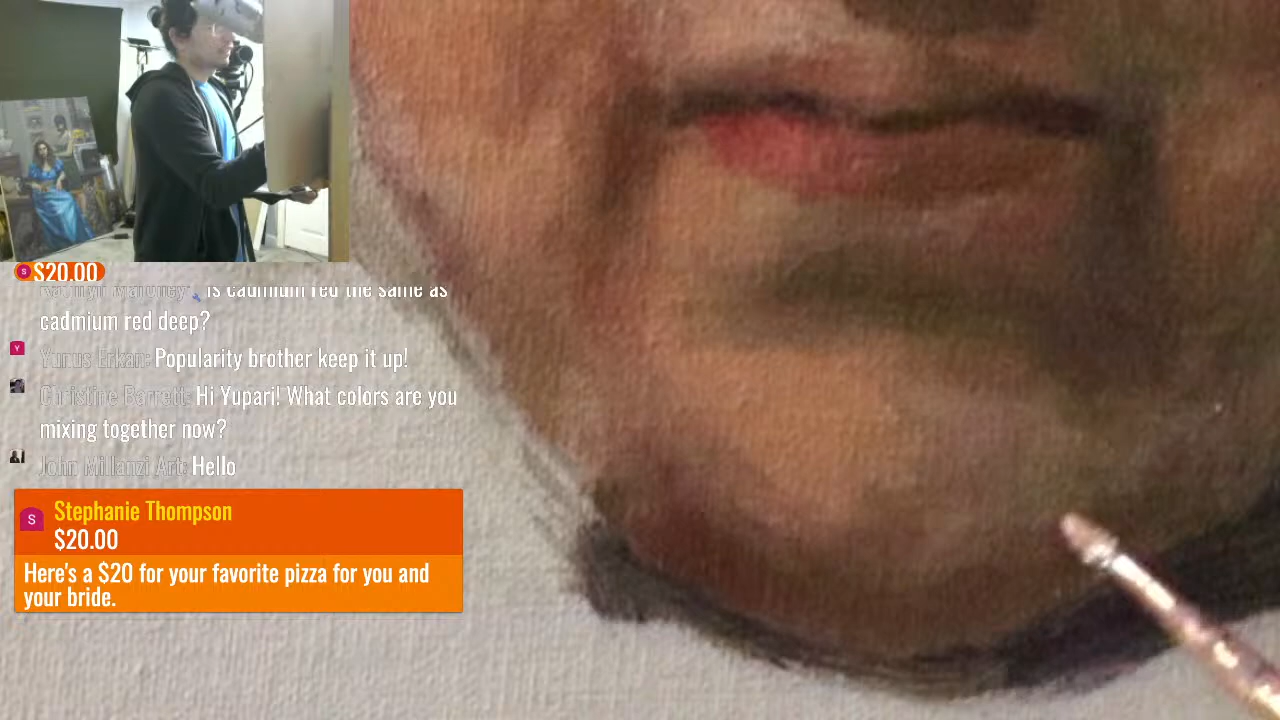 $20.00
is cadmium red the same as
cadmium red deep?
Yunus Erkan: Popularity brother keep it up!
Christine Barrett: Hi Yupari! What colors are you
mixing together now?
John Millanzi Art: Hello
S Stephanie Thompson
$20.00
Here's a $20 for your favorite pizza for you and
your bride.